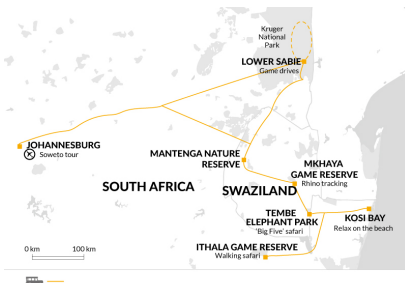 Kruger
National
Park
LOWER SABIE
Game drives
JOHANNESBURG
Soweto tour
MANTENGA NATURE
RESERVE
MKHAYA
GAME RESERVE
Rhino tracking
SOUTH AFRICA
SWAZILAND
TEMBE
ELEPHANT PARK
'Big Five' safari
KOSI BAY
Relax on the beach
ITHALA GAME RESERVE
Walking safari
0 km
100 km